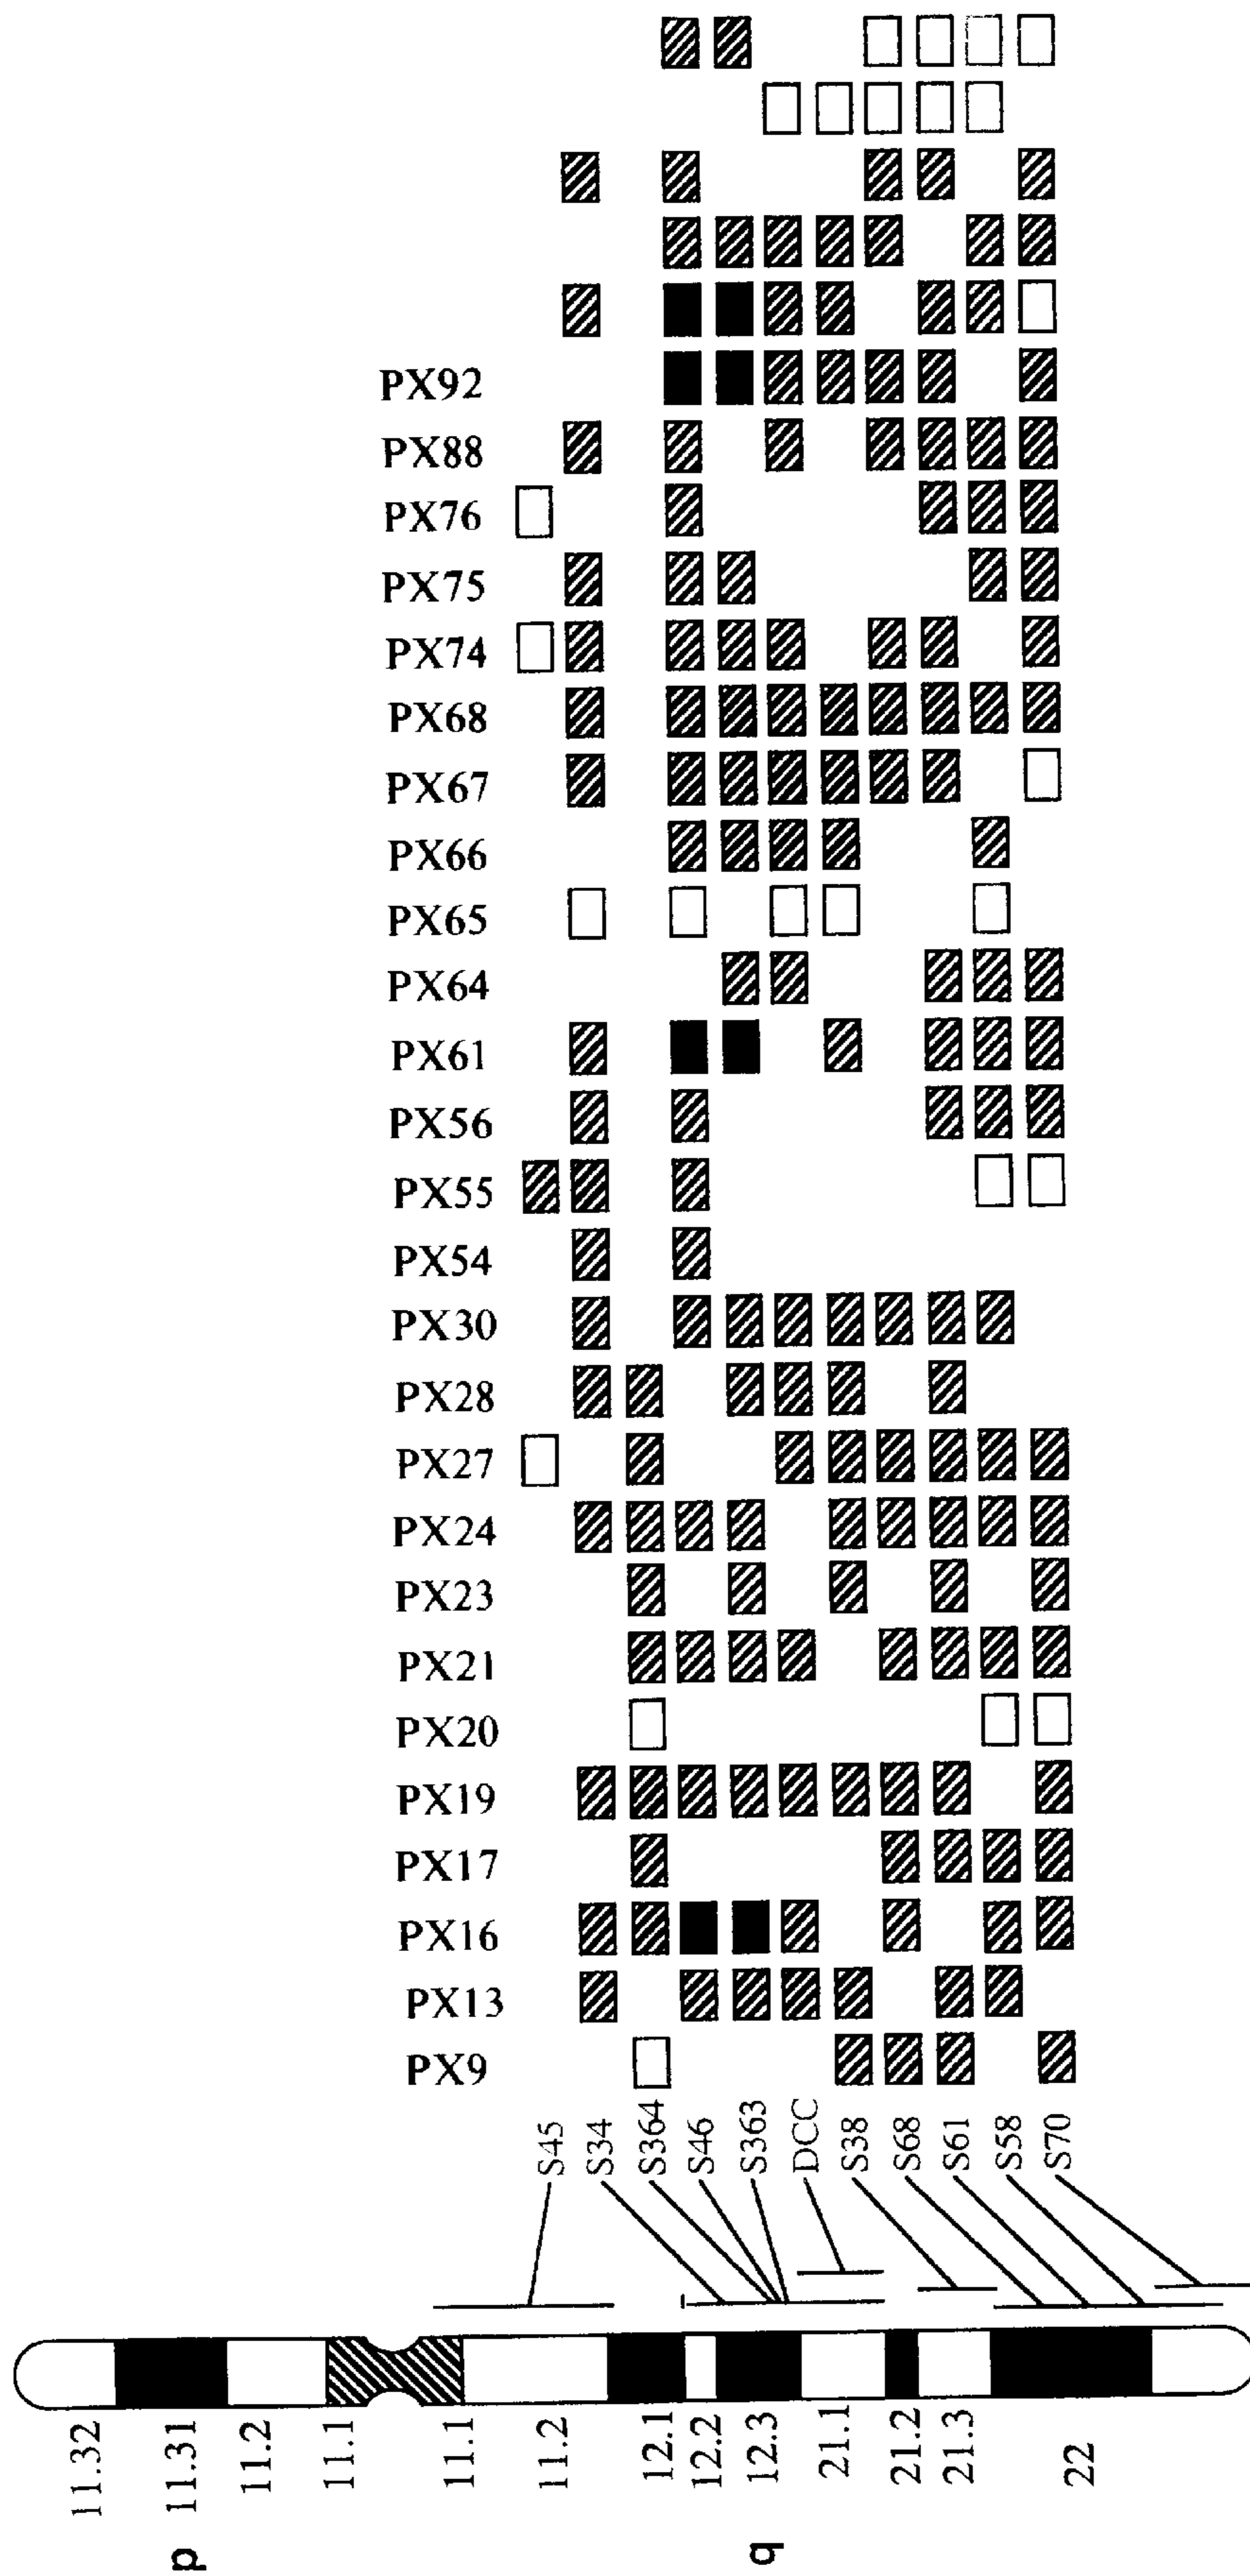 PX92
PX88
PX76
PX75
PX74
PX68
PX67
PX66
PX65
PX64
PX61
PX56
PX55
PX54
PX30
PX28
PX27
PX24
PX23
PX21
PX20
PX19
PX17
PX16
PX13
PX9
S45
S34
S364
S46
S363
DCC
S38
S68
S61
S58
S70
11.32
11.31
11.2
11.1
11.1
11.2
12.1
12.2
12.3
21.1
21.2
21.3
22
p
q